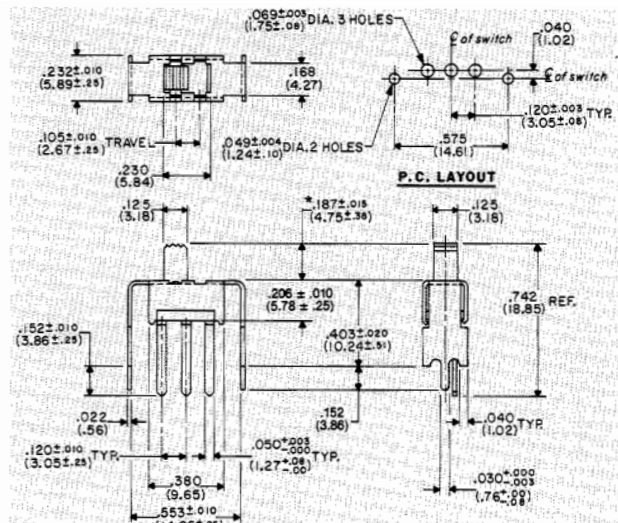 .069±.003 DIA. 3 HOLES
(1.75±.08)
℄ of switch
.040
(1.02)
.232±.010
(5.89±.25)
.168
(4.27)
℄ of switch
.105±.010 TRAVEL
(2.67±.25)
.049±.004 DIA. 2 HOLES
(1.24±.10)
.120±.003 TYP.
(3.05±.08)
.575
(14.61)
.230
(5.84)
P.C. LAYOUT
.125
(3.18)
*.187±.015
(4.75±.38)
.125
(3.18)
.206 ± .010
(5.78 ± .25)
.742 REF.
(18.85)
.152±.010
(3.86±.25)
.403±.020
(10.24±.51)
.022
(.56)
.152
(3.86)
.040 TYP.
(1.02)
.120±.010 TYP.
(3.05±.25)
.050+.003-.000 TYP.
(1.27+.08-.00)
.380
(9.65)
.030+.000-.003
(.76+.00-.08)
.553±.010